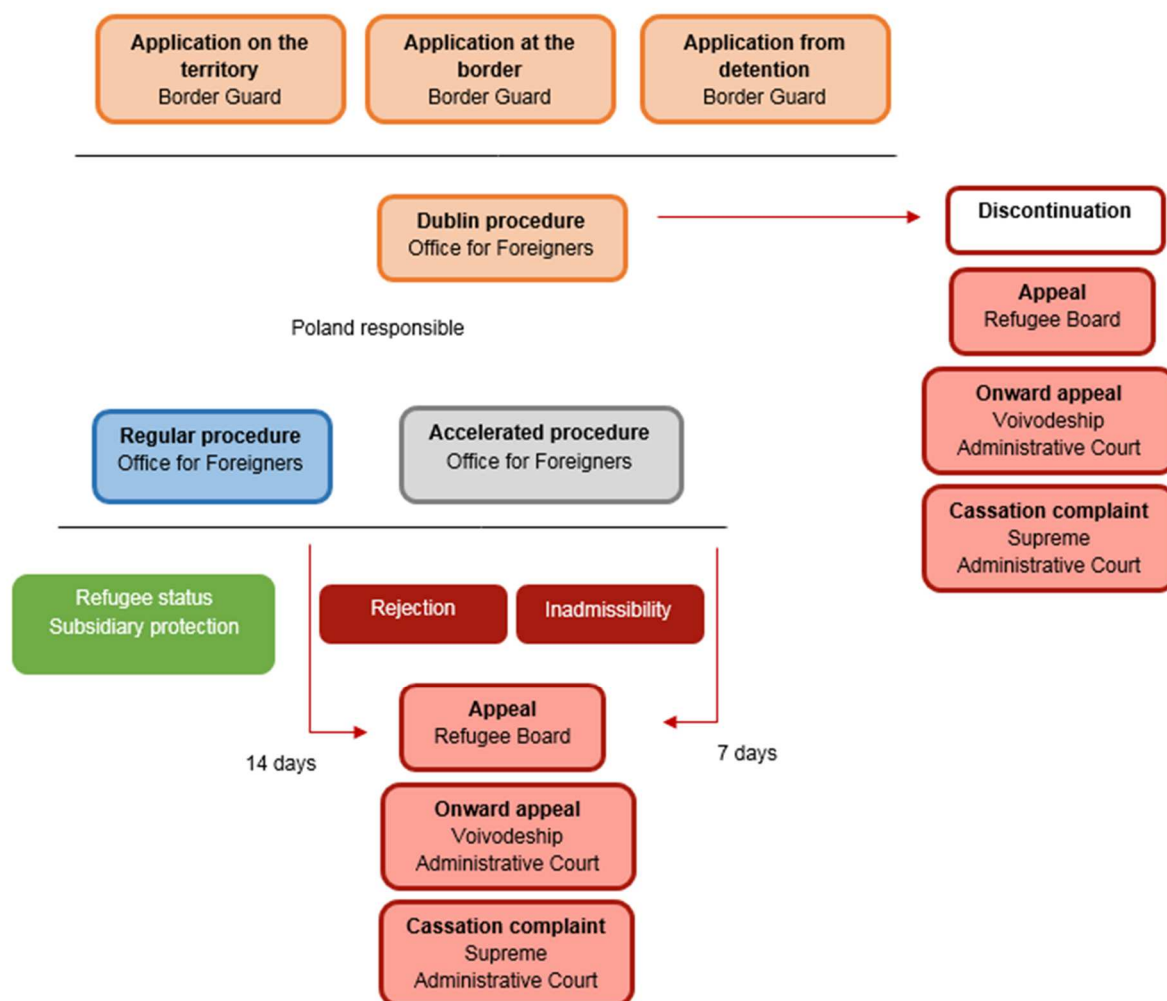 Application on the
territory
Border Guard
Application at the
border
Border Guard
Application from
detention
Border Guard
Dublin procedure
Office for Foreigners
Discontinuation
Appeal
Refugee Board
Onward appeal
Voivodeship
Administrative Court
Cassation complaint
Supreme
Administrative Court
Poland responsible
Regular procedure
Office for Foreigners
Accelerated procedure
Office for Foreigners
Refugee status
Subsidiary protection
Rejection
Inadmissibility
14 days
7 days
Appeal
Refugee Board
Onward appeal
Voivodeship
Administrative Court
Cassation complaint
Supreme
Administrative Court